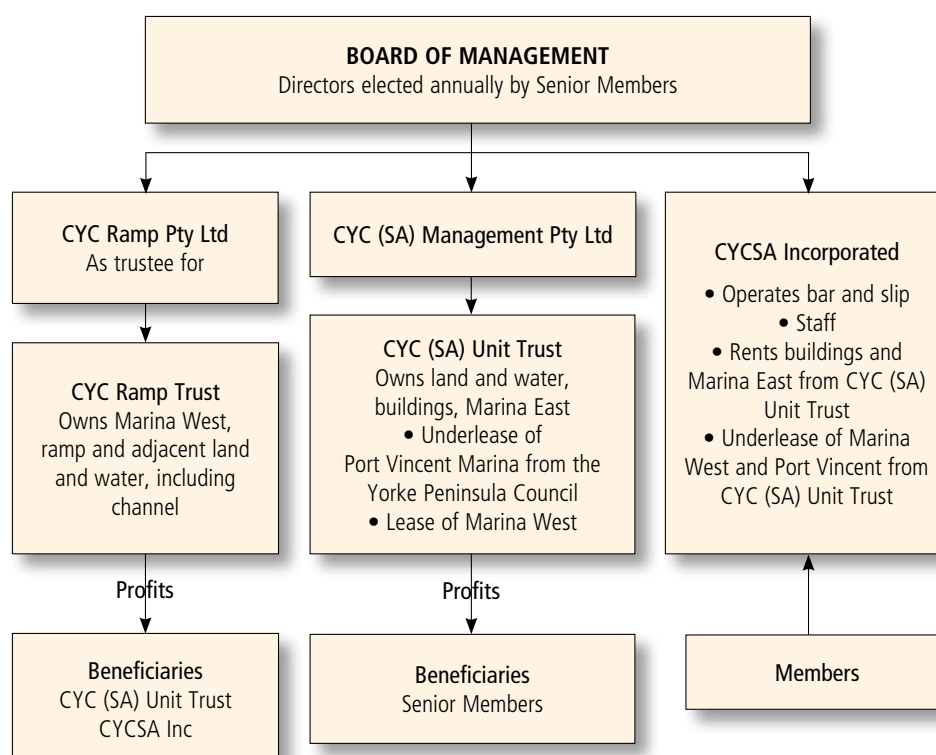 BOARD OF MANAGEMENT
Directors elected annually by Senior Members
CYC Ramp Pty Ltd
As trustee for
CYC (SA) Management Pty Ltd
CYCSA Incorporated
• Operates bar and slip
• Staff
• Rents buildings and
Marina East from CYC (SA)
Unit Trust
• Underlease of Marina
West and Port Vincent from
CYC (SA) Unit Trust
CYC Ramp Trust
Owns Marina West,
ramp and adjacent land
and water, including
channel
CYC (SA) Unit Trust
Owns land and water,
buildings, Marina East
• Underlease of
Port Vincent Marina from the
Yorke Peninsula Council
• Lease of Marina West
Profits
Profits
Beneficiaries
CYC (SA) Unit Trust
CYCSA Inc
Beneficiaries
Senior Members
Members